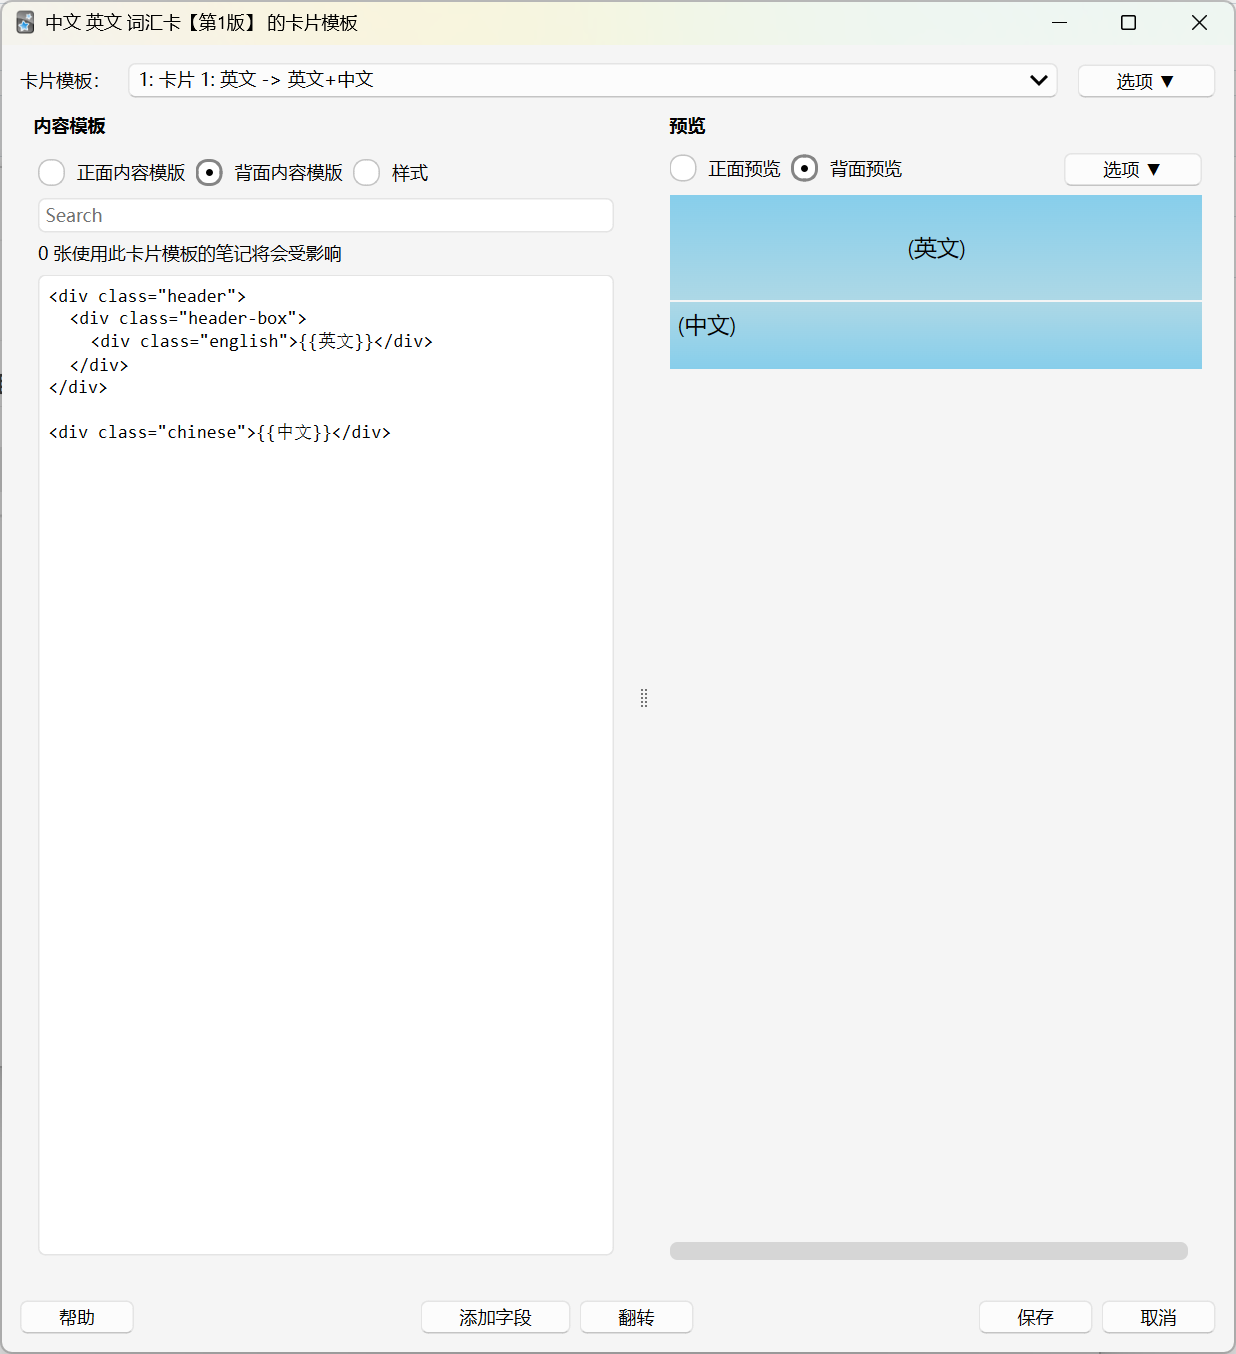 中文 英文 词汇卡【第1版】 的卡片模板
卡片模板：
1: 卡片 1: 英文 -> 英文+中文
选项 ▼
内容模板
正面内容模版 背面内容模版 样式
Search
0 张使用此卡片模板的笔记将会受影响
<div class="header">
  <div class="header-box">
    <div class="english">{{英文}}</div>
  </div>
</div>

<div class="chinese">{{中文}}</div>
预览
正面预览 背面预览
选项 ▼
(英文)
(中文)
帮助
添加字段
翻转
保存
取消